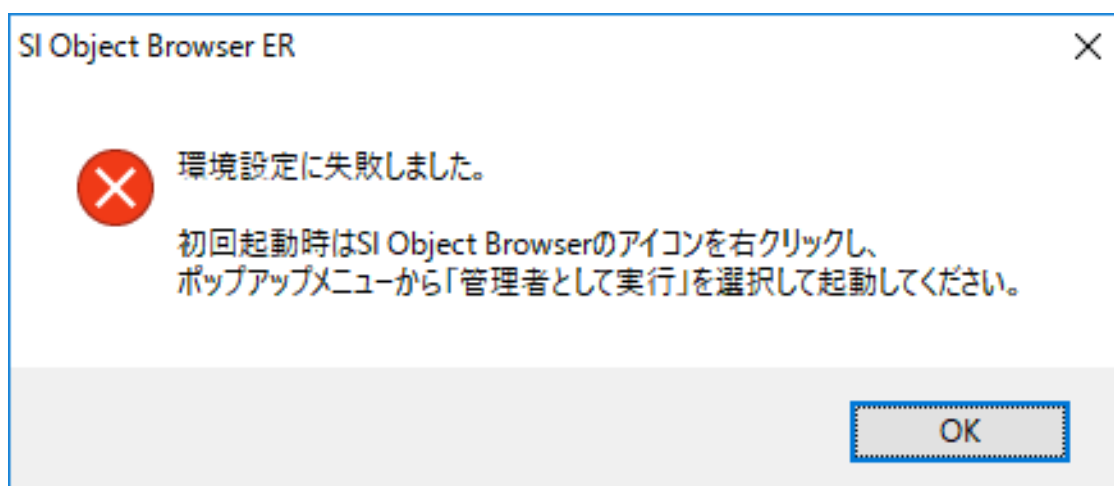 SI Object Browser ER
環境設定に失敗しました。
初回起動時はSI Object Browserのアイコンを右クリックし、
ポップアップメニューから「管理者として実行」を選択して起動してください。
OK